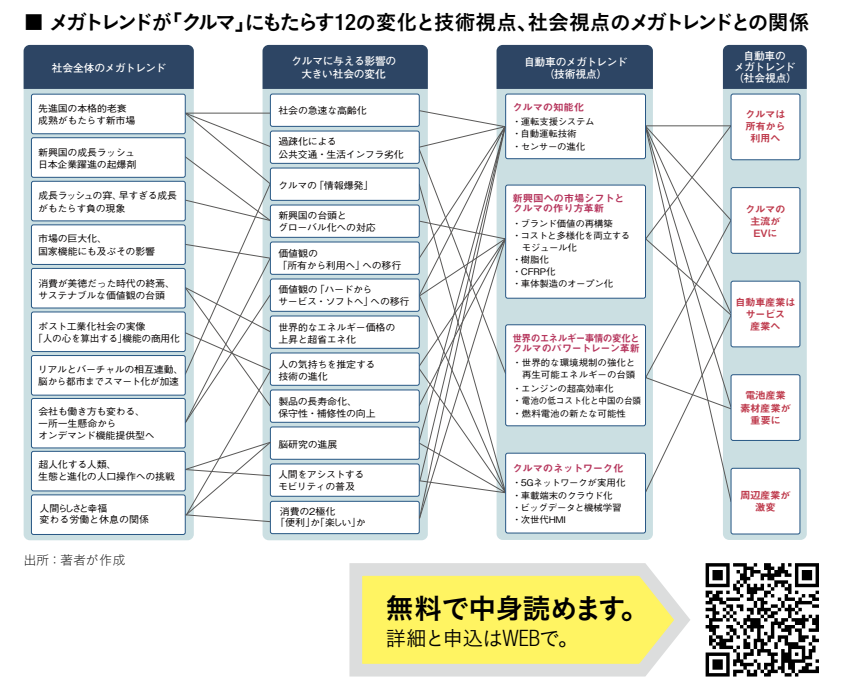 ■ メガトレンドが「クルマ」にもたらす12の変化と技術視点、社会視点のメガトレンドとの関係
社会全体のメガトレンド
先進国の本格的老衰
成熟がもたらす新市場
新興国の成長ラッシュ
日本企業躍進の起爆剤
成長ラッシュの罠、早すぎる成長
がもたらす負の現象
市場の巨大化、
国家機能にも及ぶその影響
消費が美徳だった時代の終焉、
サステナブルな価値観の台頭
ポスト工業化社会の実像
「人の心を算出する」機能の商用化
リアルとバーチャルの相互連動、
脳から都市までスマート化が加速
会社も働き方も変わる、
一所一生懸命から
オンデマンド機能提供型へ
超人化する人類、
生態と進化の人口操作への挑戦
人間らしさと幸福
変わる労働と休息の関係
クルマに与える影響の
大きい社会の変化
社会の急速な高齢化
過疎化による
公共交通・生活インフラ劣化
クルマの「情報爆発」
新興国の台頭と
グローバル化への対応
価値観の
「所有から利用へ」への移行
価値観の「ハードから
サービス・ソフトへ」への移行
世界的なエネルギー価格の
上昇と超省エネ化
人の気持ちを推定する
技術の進化
製品の長寿命化、
保守性・補修性の向上
脳研究の進展
人間をアシストする
モビリティの普及
消費の2極化
「便利」か「楽しい」か
自動車のメガトレンド
(技術視点)
クルマの知能化
・運転支援システム
・自動運転技術
・センサーの進化
新興国への市場シフトと
クルマの作り方革新
・ブランド価値の再構築
・コストと多様化を両立する
モジュール化
・樹脂化
・CFRP化
・車体製造のオープン化
世界のエネルギー事情の変化と
クルマのパワートレーン革新
・世界的な環境規制の強化と
再生可能エネルギーの台頭
・エンジンの超高効率化
・電池の低コスト化と中国の台頭
・燃料電池の新たな可能性
クルマのネットワーク化
・5Gネットワークが実用化
・車載端末のクラウド化
・ビッグデータと機械学習
・次世代HMI
自動車の
メガトレンド
(社会視点)
クルマは
所有から
利用へ
クルマの
主流が
EVに
自動車産業は
サービス
産業へ
電池産業
素材産業が
重要に
周辺産業が
激変
出所：著者が作成
無料で中身読めます。
詳細と申込はWEBで。